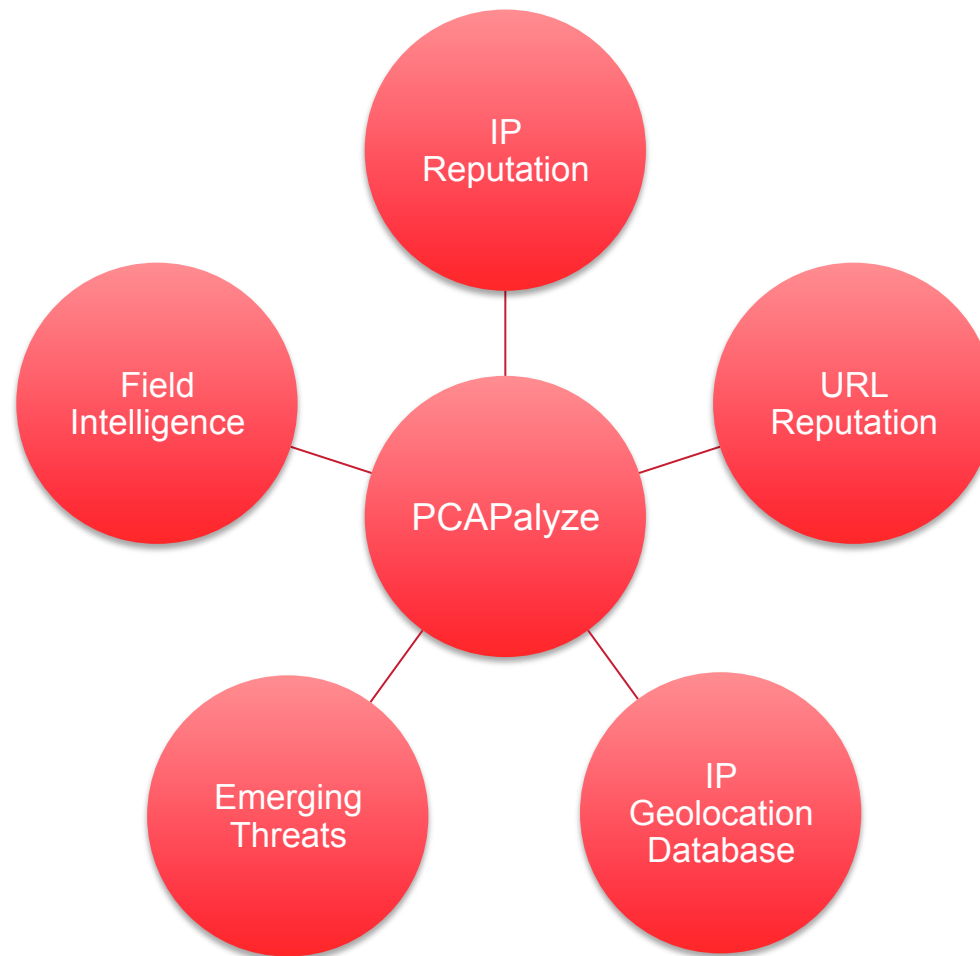 IP
Reputation
Field
Intelligence
URL
Reputation
PCAPalyze
Emerging
Threats
IP
Geolocation
Database